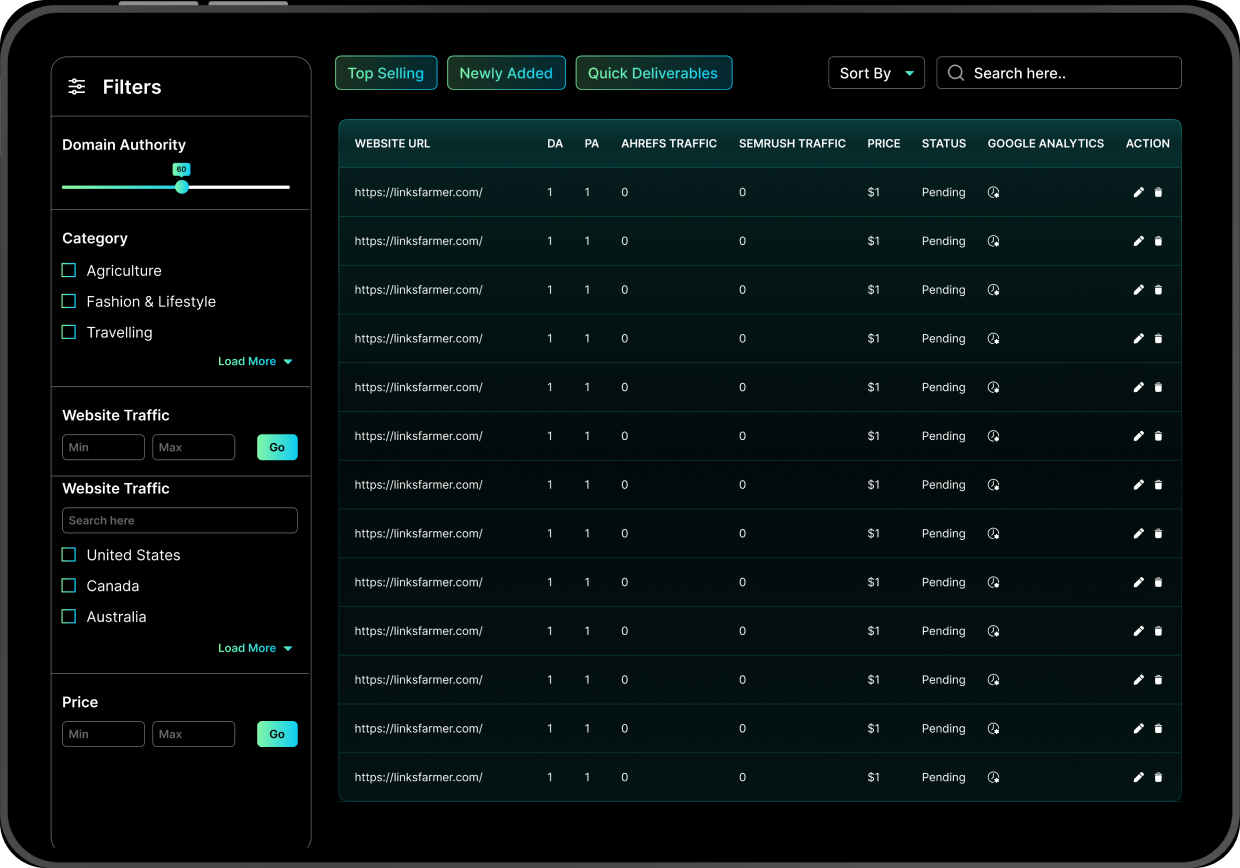 Filters
Domain Authority
60
Category
Agriculture
Fashion & Lifestyle
Travelling
Load More
Website Traffic
Min Max Go
Website Traffic
Search here
United States
Canada
Australia
Load More
Price
Min Max Go
Top Selling Newly Added Quick Deliverables Sort By Search here..
WEBSITE URL DA PA AHREFS TRAFFIC SEMRUSH TRAFFIC PRICE STATUS GOOGLE ANALYTICS ACTION
https://linksfarmer.com/ 1 1 0 0 $1 Pending
https://linksfarmer.com/ 1 1 0 0 $1 Pending
https://linksfarmer.com/ 1 1 0 0 $1 Pending
https://linksfarmer.com/ 1 1 0 0 $1 Pending
https://linksfarmer.com/ 1 1 0 0 $1 Pending
https://linksfarmer.com/ 1 1 0 0 $1 Pending
https://linksfarmer.com/ 1 1 0 0 $1 Pending
https://linksfarmer.com/ 1 1 0 0 $1 Pending
https://linksfarmer.com/ 1 1 0 0 $1 Pending
https://linksfarmer.com/ 1 1 0 0 $1 Pending
https://linksfarmer.com/ 1 1 0 0 $1 Pending
https://linksfarmer.com/ 1 1 0 0 $1 Pending
https://linksfarmer.com/ 1 1 0 0 $1 Pending